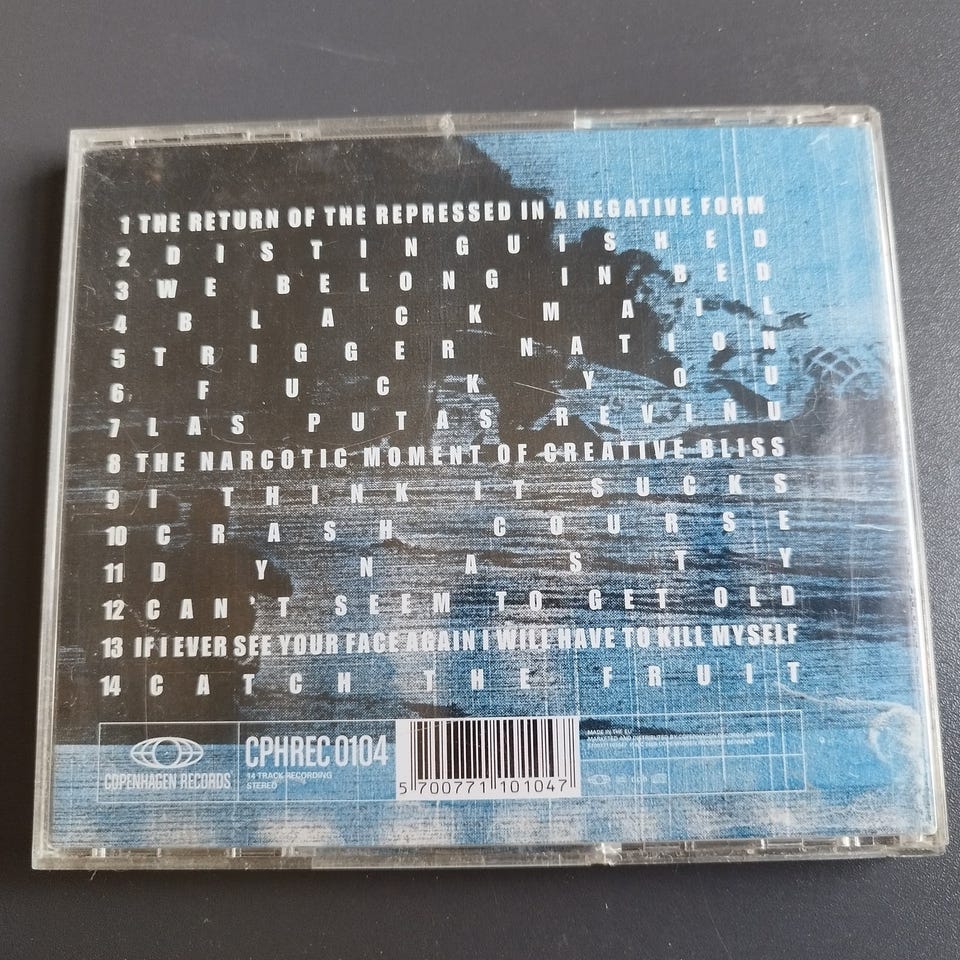 1 THE RETURN OF THE REPRESSED IN A NEGATIVE FORM
2 DISTINGUISHED
3 WE BELONG IN BED
4 BLACKMAIL
5 TRIGGER NATION
6 FUCK YOU
7 LAS PUTAS REVINU
8 THE NARCOTIC MOMENT OF CREATIVE BLISS
9 I THINK IT SUCKS
10 CRASH COURSE
11 DYNASTY
12 CAN'T SEEM TO GET OLD
13 IF I EVER SEE YOUR FACE AGAIN I WILL HAVE TO KILL MYSELF
14 CATCH THE FRUIT
COPENHAGEN RECORDS
CPHREC 0104
14 TRACK RECORDING
STEREO
5 700771 101047
MADE IN THE EU